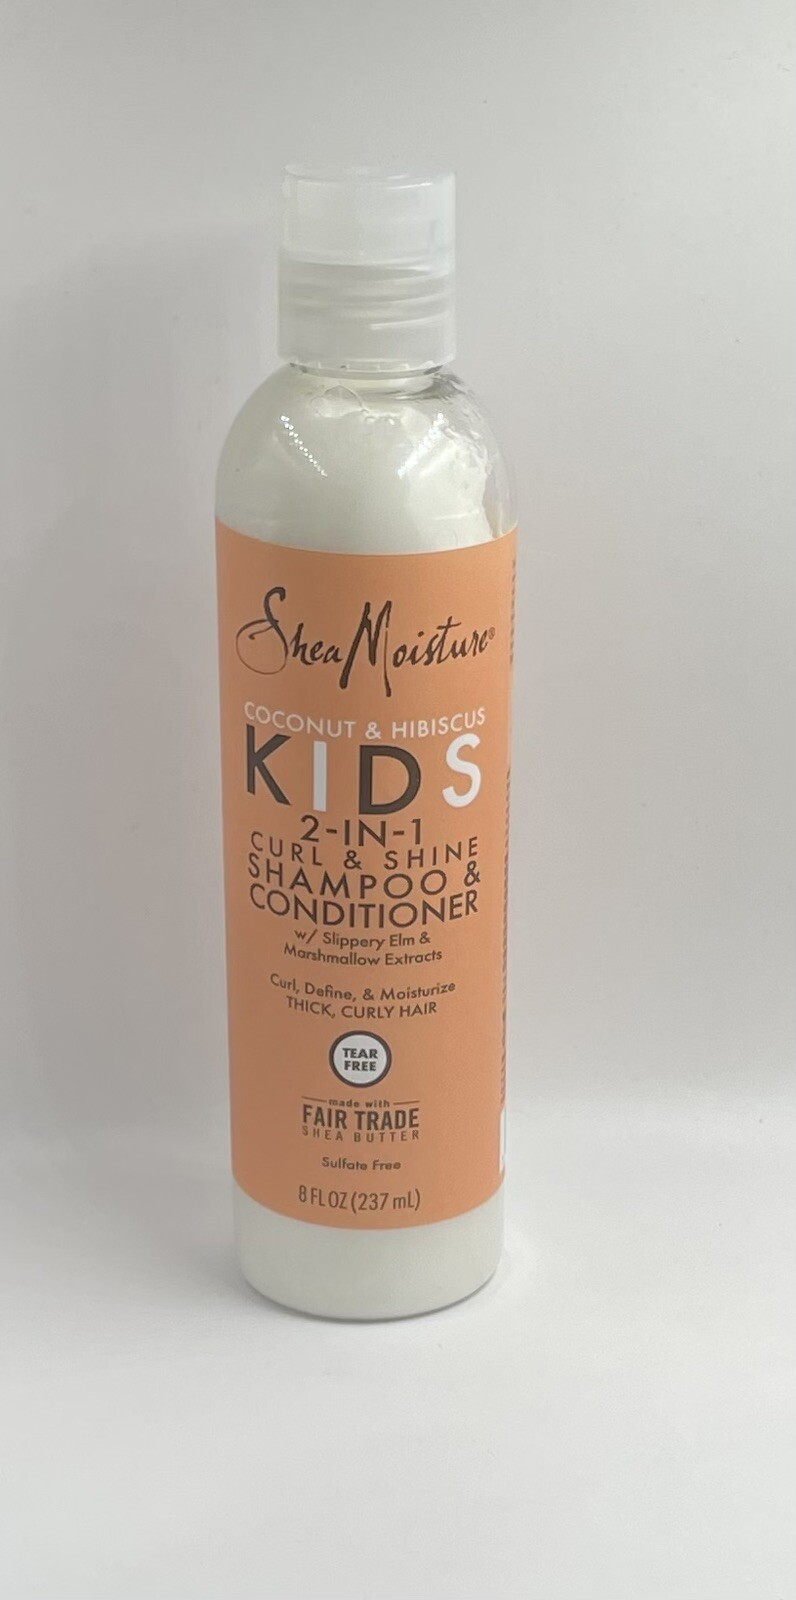 SheaMoisture®
COCONUT & HIBISCUS
KIDS
2-IN-1
CURL & SHINE
SHAMPOO &
CONDITIONER
w/ Slippery Elm &
Marshmallow Extracts
Curl, Define, & Moisturize
THICK, CURLY HAIR
TEAR
FREE
made with
FAIR TRADE
SHEA BUTTER
Sulfate Free
8 FL OZ (237 mL)